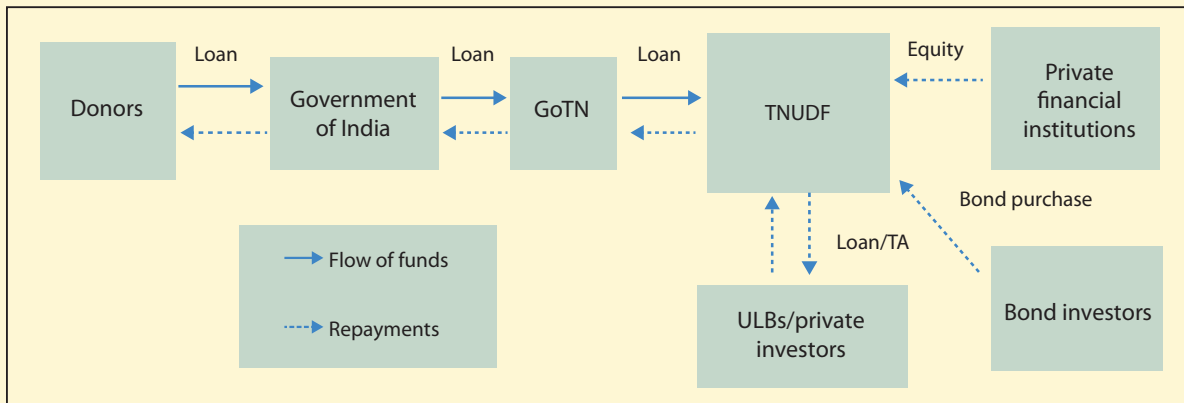 Loan
Loan
Loan
Equity
Donors
Government
of India
GoTN
TNUDF
Private
financial
institutions
Bond purchase
Loan/TA
Flow of funds
Repayments
ULBs/private
investors
Bond investors